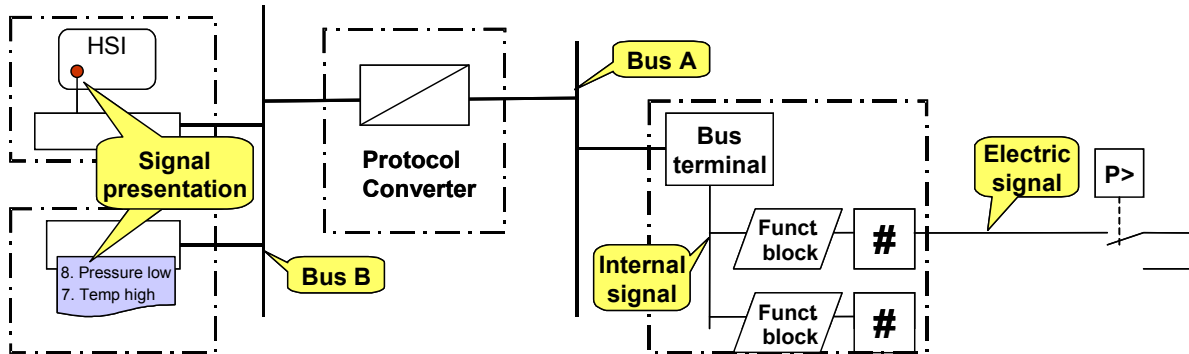 HSI
Signal
presentation
8. Pressure low
7. Temp high
Bus B
Protocol
Converter
Bus A
Bus
terminal
Internal
signal
Funct
block
#
Funct
block
#
Electric
signal
P>